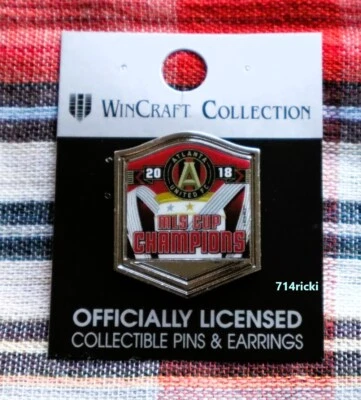 WINCRAFT COLLECTION
ATLANTA
20 A 18
UNITED FC
MLS CUP
CHAMPIONS
714ricki
OFFICIALLY LICENSED
COLLECTIBLE PINS & EARRINGS